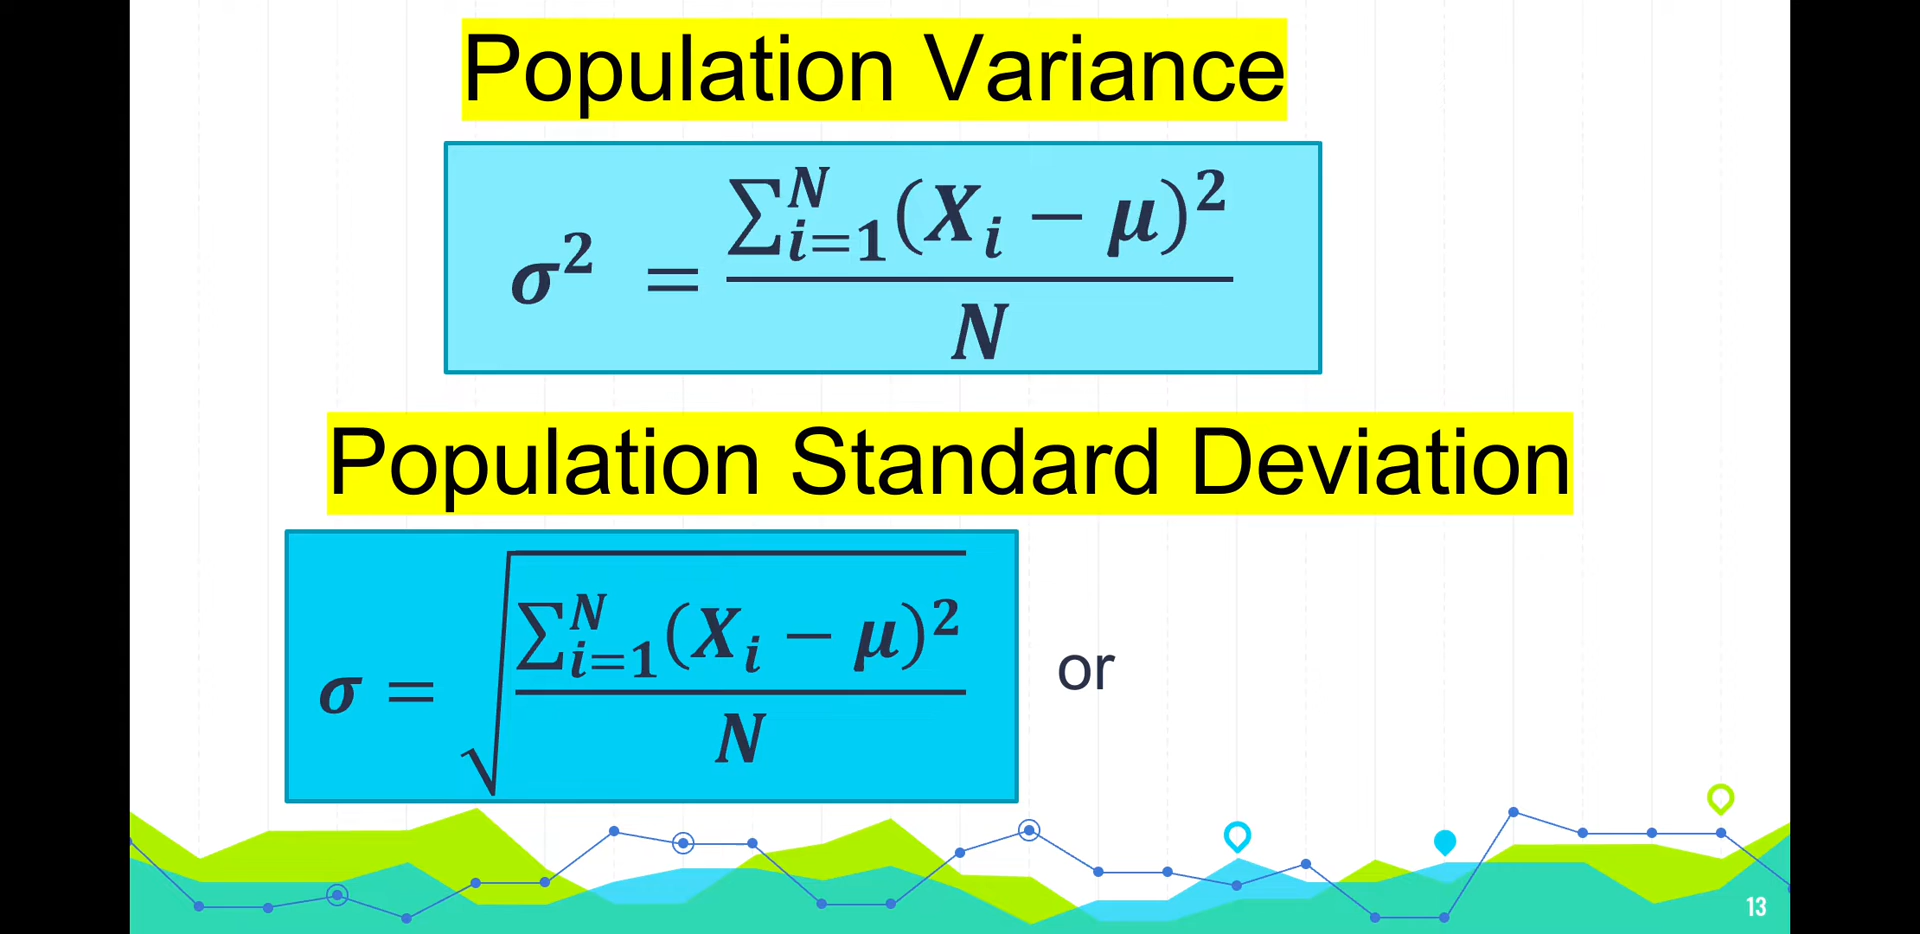 Population Variance
σ² = ∑ᵢ₌₁ᴺ(Xᵢ − μ)² / N
Population Standard Deviation
σ = √(∑ᵢ₌₁ᴺ(Xᵢ − μ)² / N) or
13